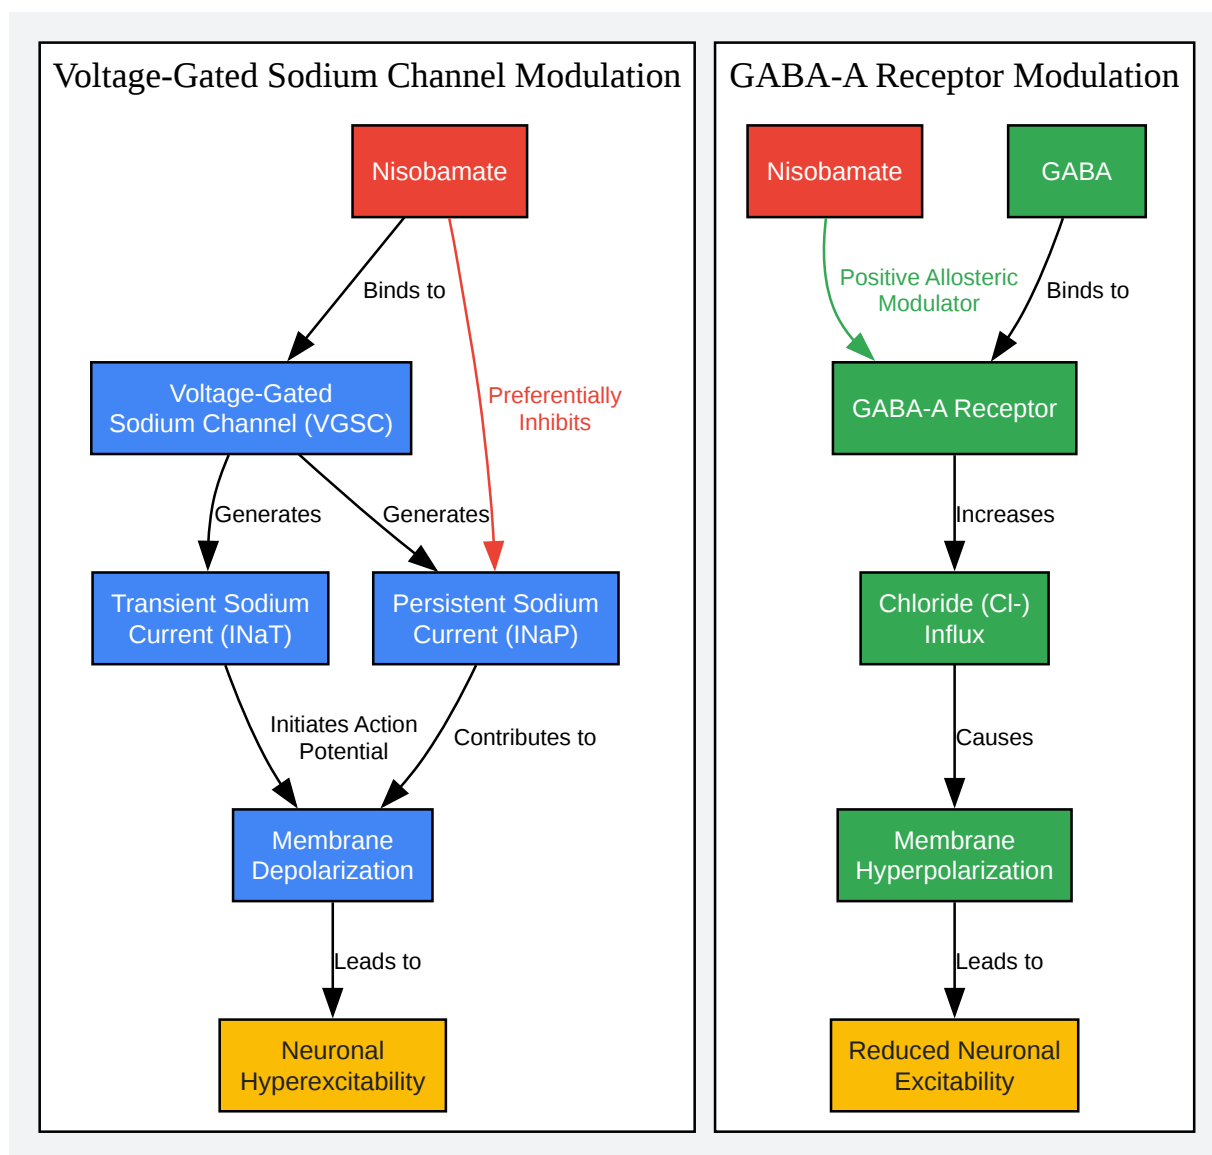 Voltage-Gated Sodium Channel Modulation
Nisobamate
Binds to
Preferentially
Inhibits
Voltage-Gated
Sodium Channel (VGSC)
Generates
Generates
Transient Sodium
Current (INaT)
Persistent Sodium
Current (INaP)
Initiates Action
Potential
Contributes to
Membrane
Depolarization
Leads to
Neuronal
Hyperexcitability
GABA-A Receptor Modulation
Nisobamate
GABA
Positive Allosteric
Modulator
Binds to
GABA-A Receptor
Increases
Chloride (Cl-)
Influx
Causes
Membrane
Hyperpolarization
Leads to
Reduced Neuronal
Excitability